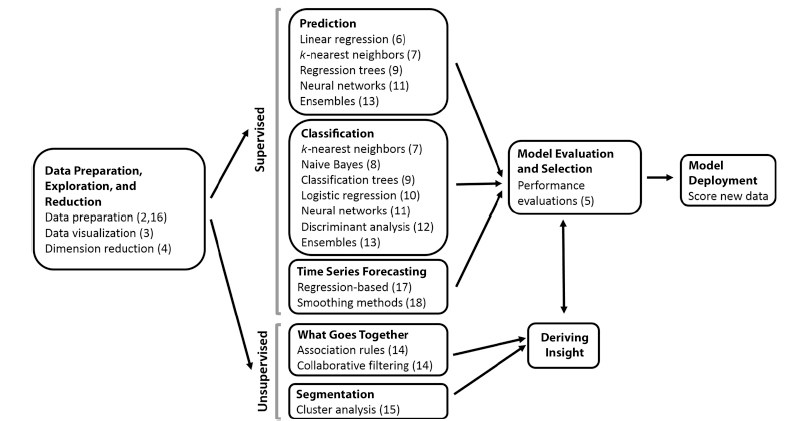 Data Preparation,
Exploration, and
Reduction
Data preparation (2,16)
Data visualization (3)
Dimension reduction (4)
Supervised
Prediction
Linear regression (6)
k-nearest neighbors (7)
Regression trees (9)
Neural networks (11)
Ensembles (13)
Classification
k-nearest neighbors (7)
Naive Bayes (8)
Classification trees (9)
Logistic regression (10)
Neural networks (11)
Discriminant analysis (12)
Ensembles (13)
Time Series Forecasting
Regression-based (17)
Smoothing methods (18)
Unsupervised
What Goes Together
Association rules (14)
Collaborative filtering (14)
Segmentation
Cluster analysis (15)
Model Evaluation
and Selection
Performance
evaluations (5)
Deriving
Insight
Model
Deployment
Score new data